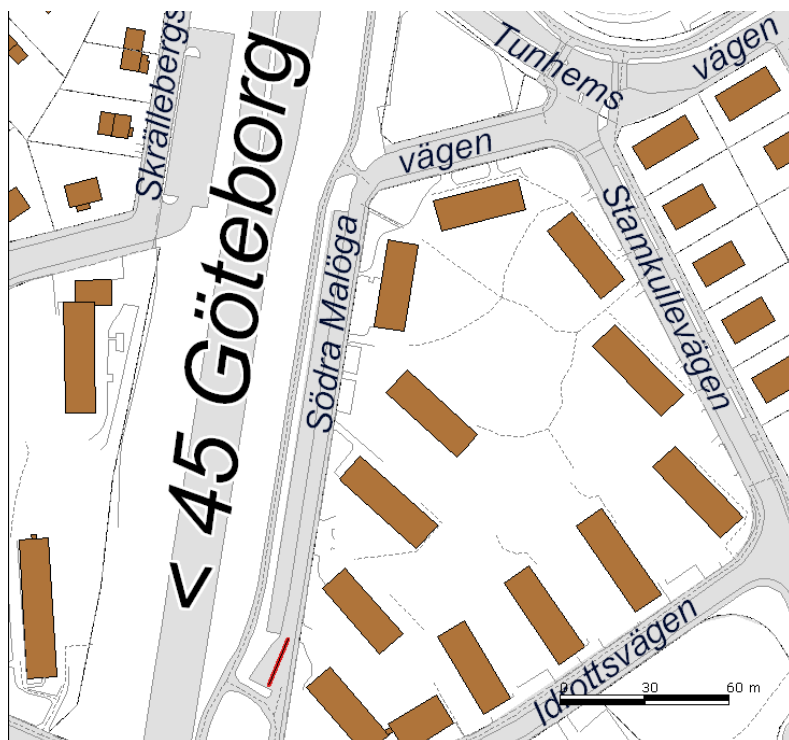 Tunhems
vägen
Skrällebergs
< 45 Göteborg
vägen
Södra Malöga
Stamkullevägen
Idrottsvägen
0 30 60 m